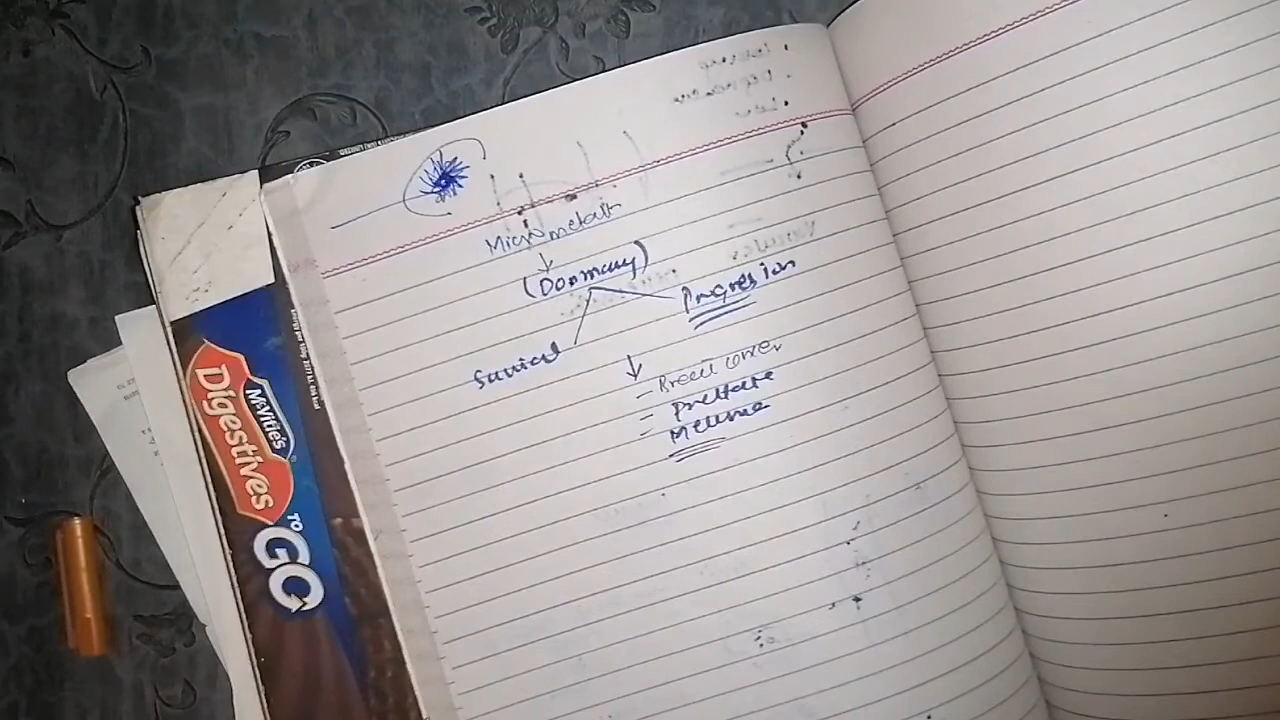 Micrometast
(Dormancy)
Progression
Survival
- Breast cancer
- Prostate
- Melanoma
McVitie's
Digestives
TO
GO